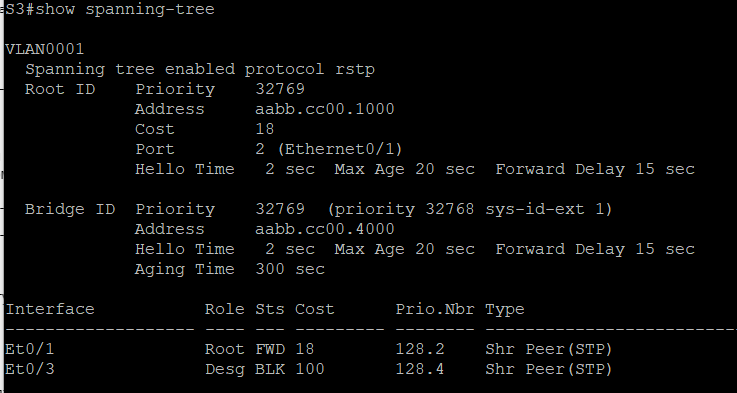 S3#show spanning-tree
VLAN0001
Spanning tree enabled protocol rstp
Root ID Priority 32769
Address aabb.cc00.1000
Cost 18
Port 2 (Ethernet0/1)
Hello Time 2 sec Max Age 20 sec Forward Delay 15 sec
Bridge ID Priority 32769 (priority 32768 sys-id-ext 1)
Address aabb.cc00.4000
Hello Time 2 sec Max Age 20 sec Forward Delay 15 sec
Aging Time 300 sec
Interface Role Sts Cost Prio.Nbr Type
------------------- ---- --- --------- -------- -------------------------
Et0/1 Root FWD 18 128.2 Shr Peer(STP)
Et0/3 Desg BLK 100 128.4 Shr Peer(STP)